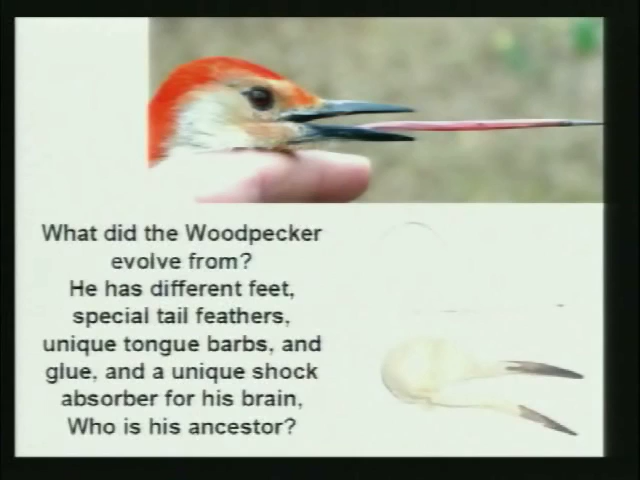 What did the Woodpecker
evolve from?
He has different feet,
special tail feathers,
unique tongue barbs, and
glue, and a unique shock
absorber for his brain,
Who is his ancestor?